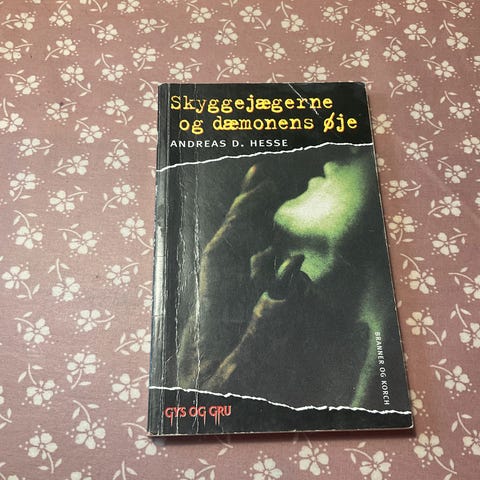 Skyggejægerne
og dæmonens øje
ANDREAS D. HESSE
BRANNER OG KORCH
GYS OG GRU